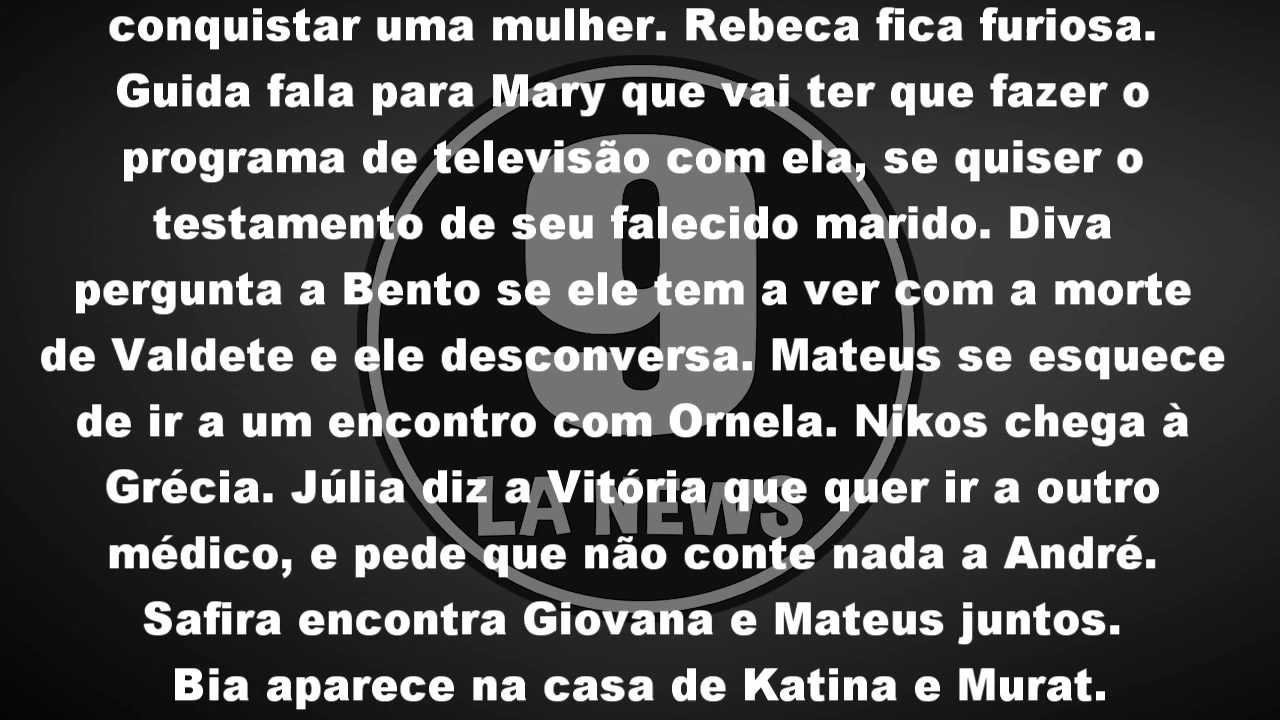 conquistar uma mulher. Rebeca fica furiosa.
Guida fala para Mary que vai ter que fazer o
programa de televisão com ela, se quiser o
testamento de seu falecido marido. Diva
pergunta a Bento se ele tem a ver com a morte
de Valdete e ele desconversa. Mateus se esquece
de ir a um encontro com Ornela. Nikos chega à
Grécia. Júlia diz a Vitória que quer ir a outro
médico, e pede que não conte nada a André.
Safira encontra Giovana e Mateus juntos.
Bia aparece na casa de Katina e Murat.
9
LA NEWS